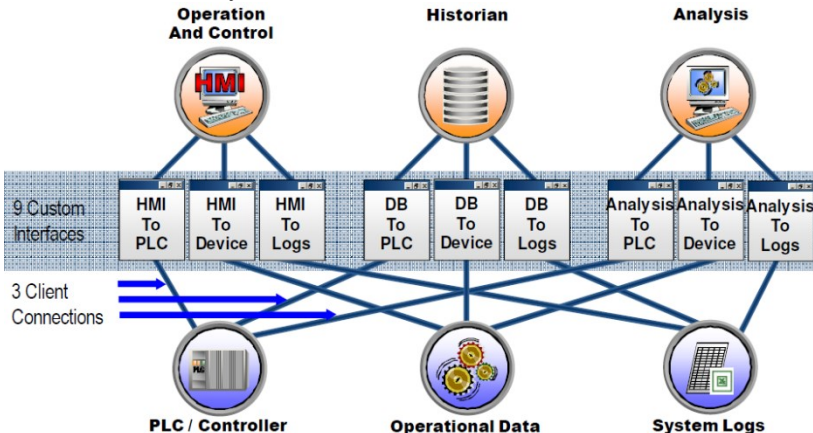 Operation
And Control
Historian
Analysis
HMI
9 Custom
Interfaces
HMI
To
PLC
HMI
To
Device
HMI
To
Logs
DB
To
PLC
DB
To
Device
DB
To
Logs
Analysis
To
PLC
Analysis
To
Device
Analysis
To
Logs
3 Client
Connections
PLC
PLC / Controller
Operational Data
System Logs